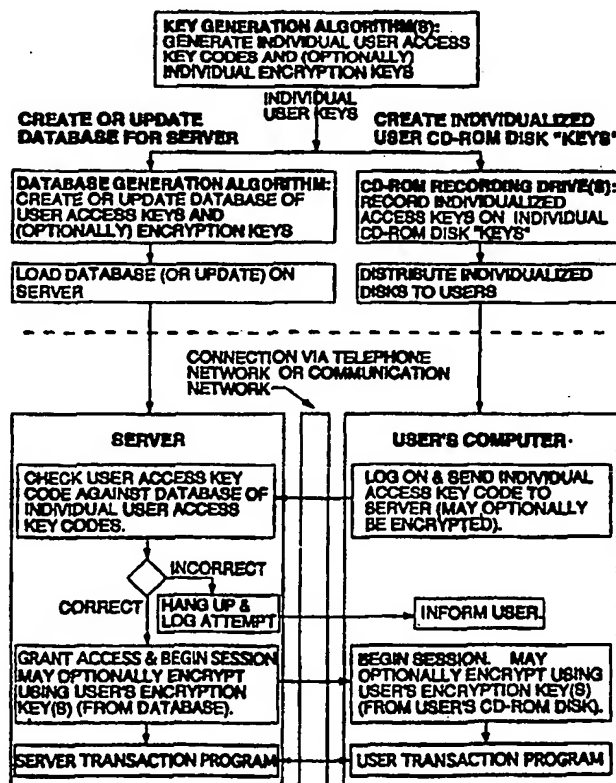 KEY GENERATION ALGORITHM(S):
GENERATE INDIVIDUAL USER ACCESS
KEY CODES AND (OPTIONALLY)
INDIVIDUAL ENCRYPTION KEYS
INDIVIDUAL
USER KEYS
CREATE OR UPDATE
DATABASE FOR SERVER
CREATE INDIVIDUALIZED
USER CD-ROM DISK "KEYS"
DATABASE GENERATION ALGORITHM:
CREATE OR UPDATE DATABASE OF
USER ACCESS KEYS AND
(OPTIONALLY) ENCRYPTION KEYS
CD-ROM RECORDING DRIVE(S):
RECORD INDIVIDUALIZED
ACCESS KEYS ON INDIVIDUAL
CD-ROM DISK "KEYS"
LOAD DATABASE (OR UPDATE) ON
SERVER
DISTRIBUTE INDIVIDUALIZED
DISKS TO USERS
CONNECTION VIA TELEPHONE
NETWORK OR COMMUNICATION
NETWORK
SERVER
USER'S COMPUTER
CHECK USER ACCESS KEY
CODE AGAINST DATABASE OF
INDIVIDUAL USER ACCESS
KEY CODES.
LOG ON & SEND INDIVIDUAL
ACCESS KEY CODE TO
SERVER (MAY OPTIONALLY
BE ENCRYPTED).
INCORRECT
CORRECT
HANG UP &
LOG ATTEMPT
INFORM USER.
GRANT ACCESS & BEGIN SESSION
MAY OPTIONALLY ENCRYPT
USING USER'S ENCRYPTION
KEY(S) (FROM DATABASE).
BEGIN SESSION. MAY
OPTIONALLY ENCRYPT USING
USER'S ENCRYPTION KEY(S)
(FROM USER'S CD-ROM DISK).
SERVER TRANSACTION PROGRAM
USER TRANSACTION PROGRAM